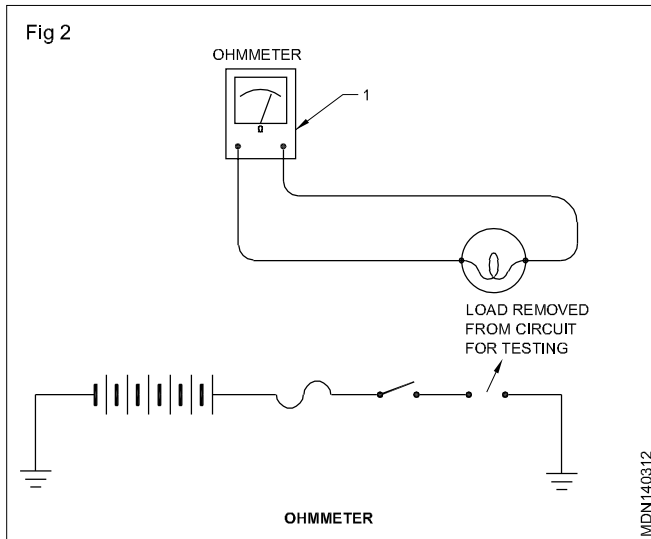 Fig 2
OHMMETER
1
Ω
LOAD REMOVED
FROM CIRCUIT
FOR TESTING
OHMMETER
MDN140312